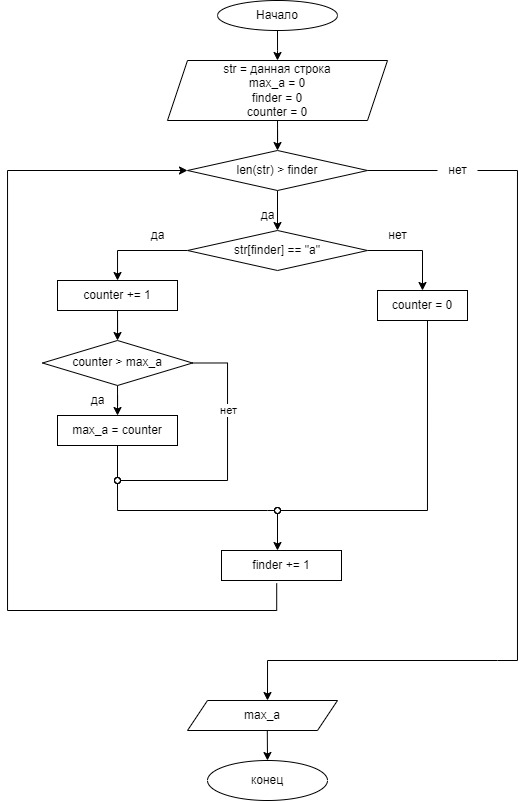 Начало
str = данная строка
max_a = 0
finder = 0
counter = 0
len(str) > finder
нет
да
str[finder] == "a"
да
нет
counter += 1
counter = 0
counter > max_a
да
нет
max_a = counter
finder += 1
max_a
конец